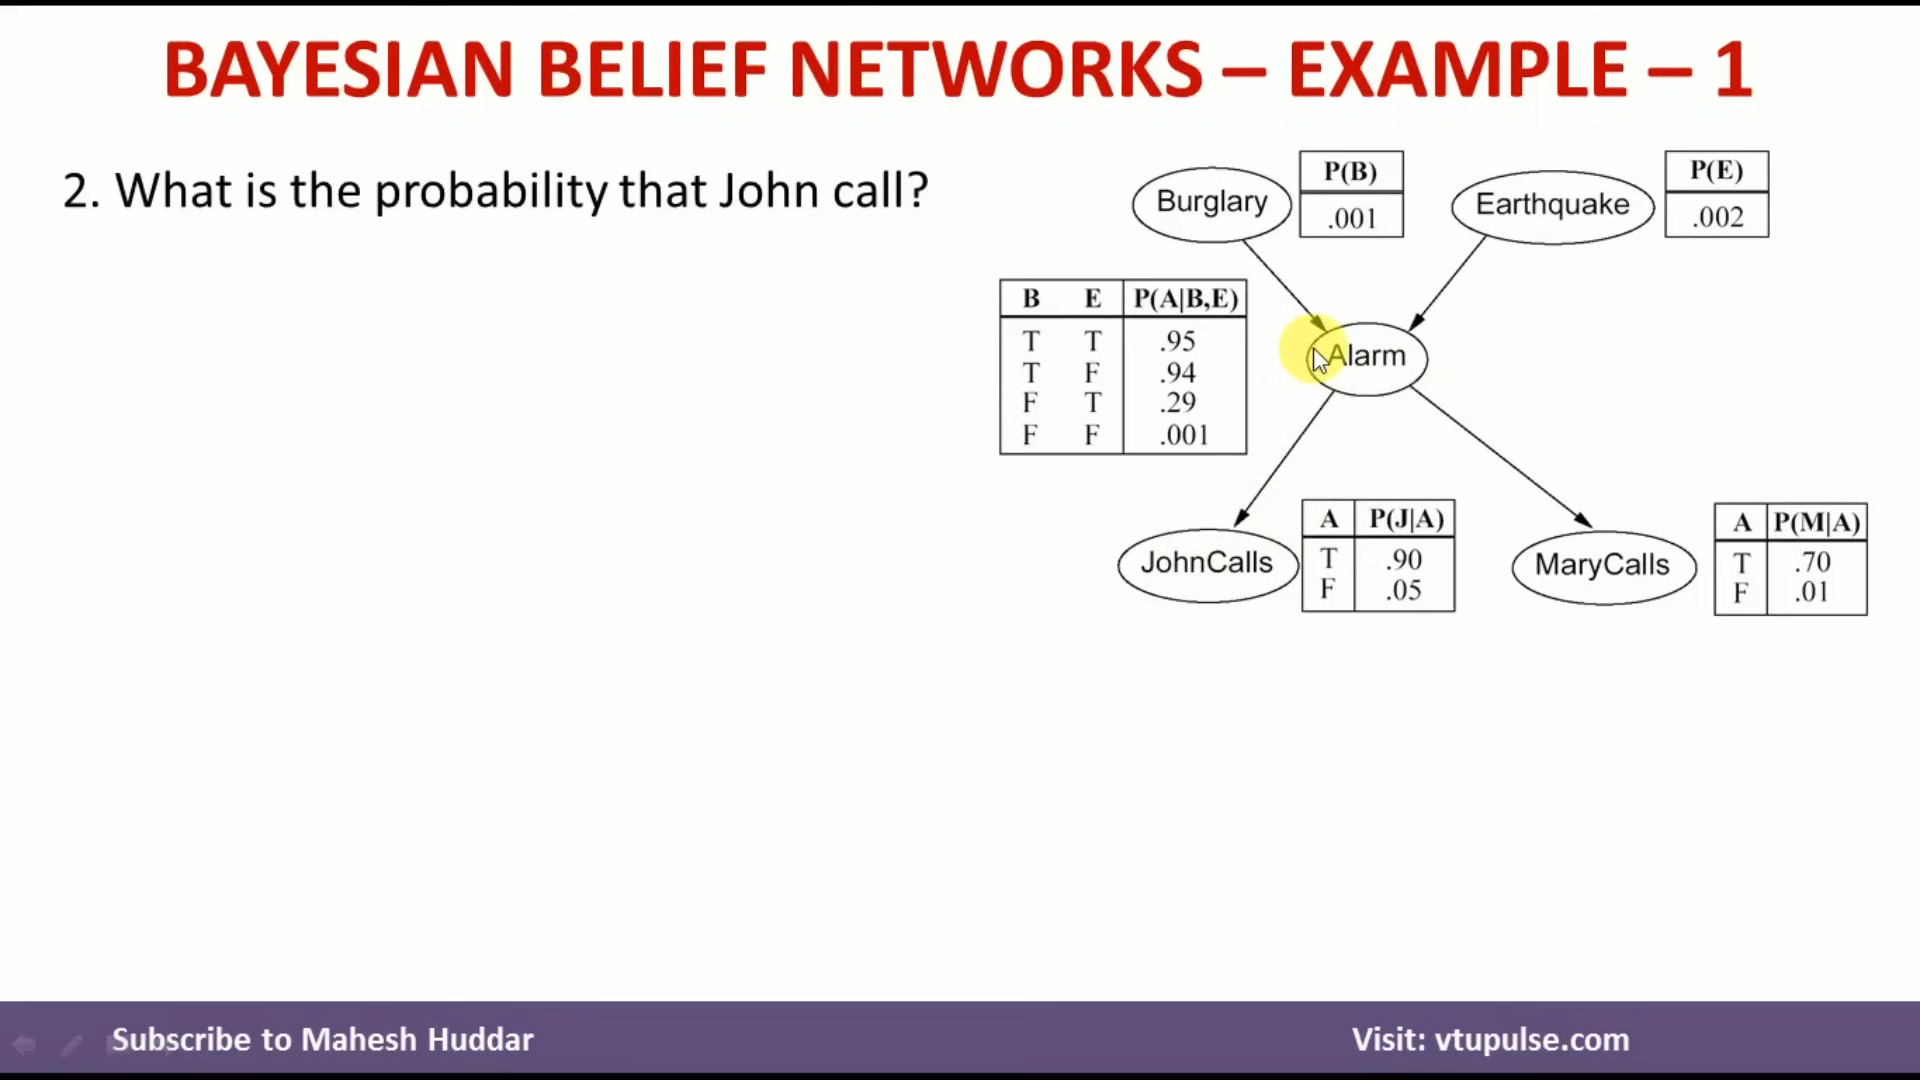 BAYESIAN BELIEF NETWORKS – EXAMPLE – 1
2. What is the probability that John call?
Burglary
P(B)
.001
Earthquake
P(E)
.002
B E P(A|B,E)
T T .95
T F .94
F T .29
F F .001
Alarm
JohnCalls
A P(J|A)
T .90
F .05
MaryCalls
A P(M|A)
T .70
F .01
Subscribe to Mahesh Huddar
Visit: vtupulse.com